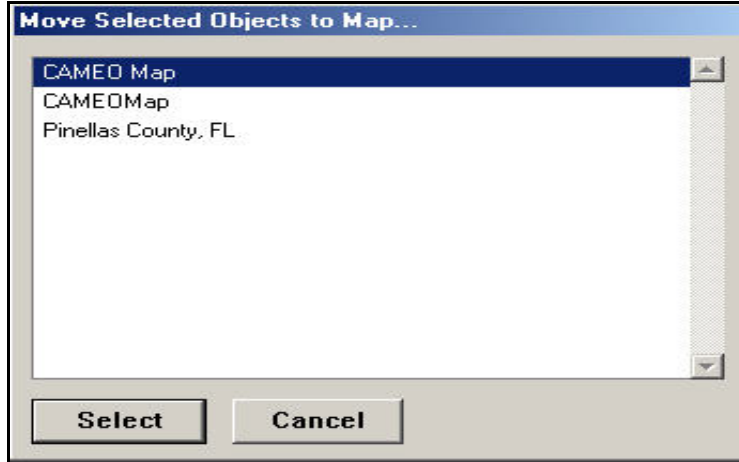 Move Selected Objects to Map...
CAMEO Map
CAMEOMap
Pinellas County, FL
Select
Cancel